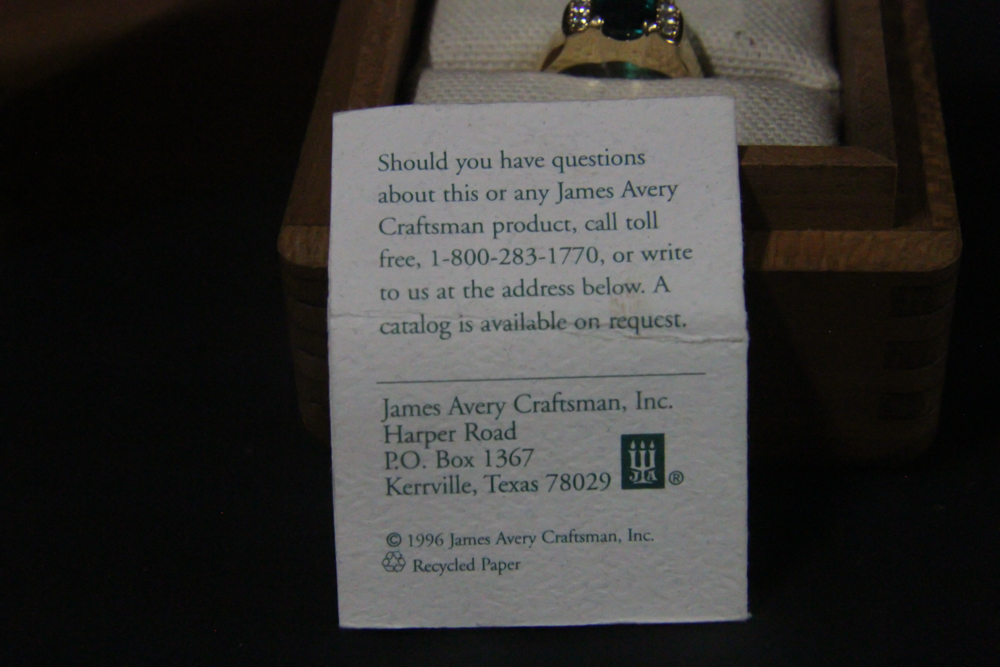 Should you have questions
about this or any James Avery
Craftsman product, call toll
free, 1-800-283-1770, or write
to us at the address below. A
catalog is available on request.
James Avery Craftsman, Inc.
Harper Road
P.O. Box 1367
Kerrville, Texas 78029
JA ®
© 1996 James Avery Craftsman, Inc.
Recycled Paper